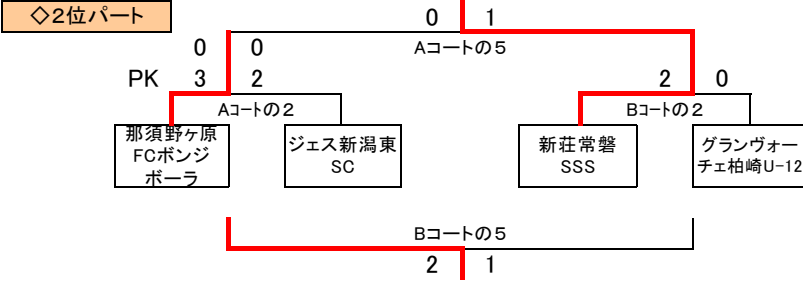 ◇2位パート
0 1
Aコートの5
0 0
PK 3 2
2 0
Aコートの2
Bコートの2
那須野ヶ原
FCボンジ
ボーラ
ジェス新潟東
SC
新荘常磐
SSS
グランヴォー
チェ柏崎U-12
Bコートの5
2 1